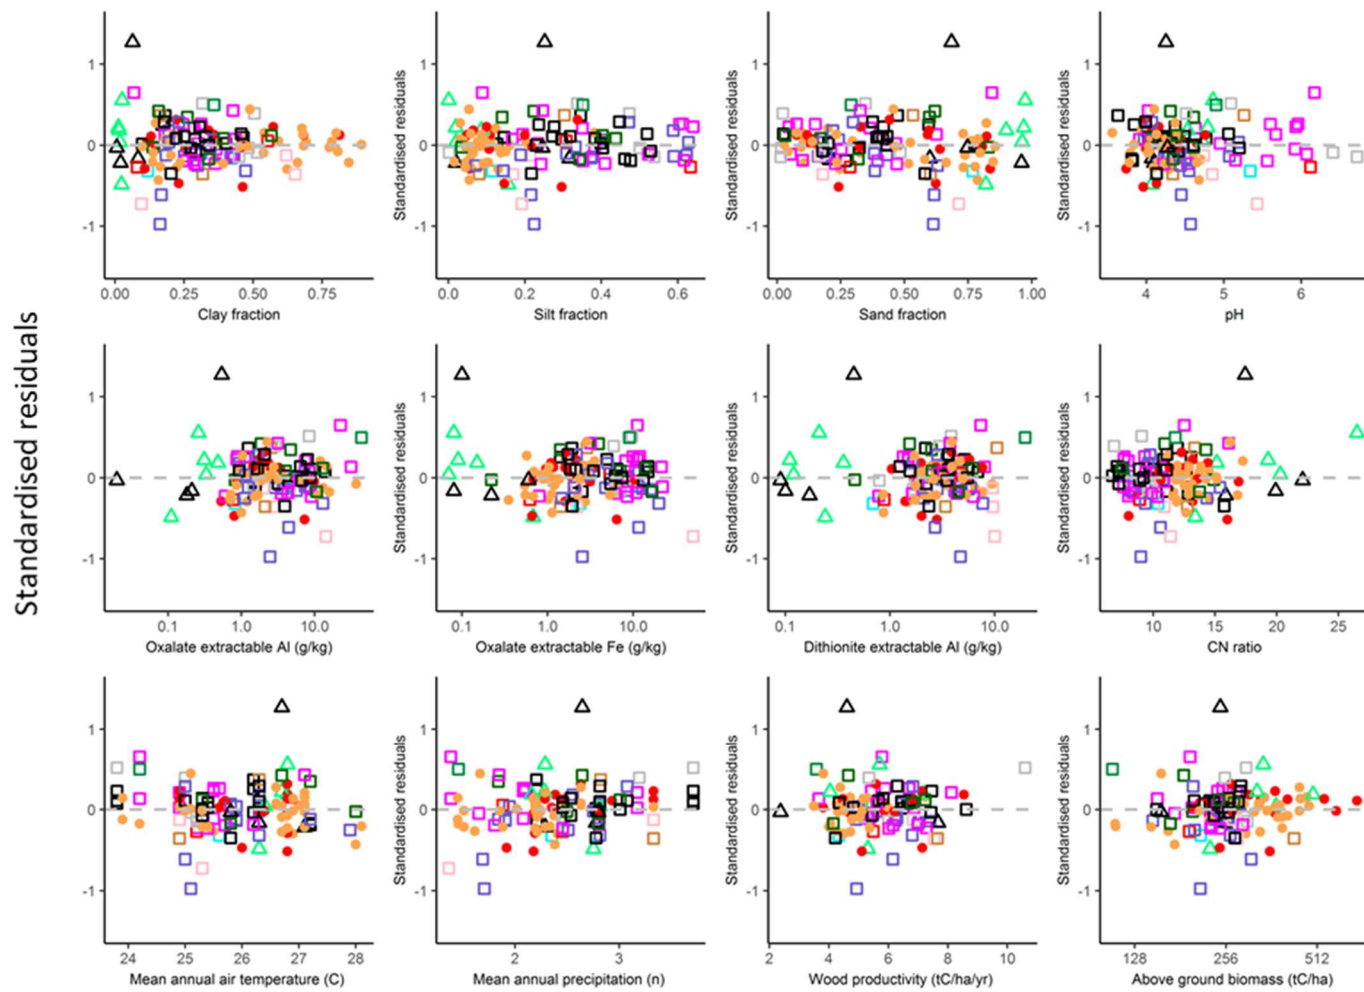 Standardised residuals
1
0
-1
0.00 0.25 0.50 0.75
Clay fraction
Standardised residuals
1
0
-1
0.0 0.2 0.4 0.6
Silt fraction
Standardised residuals
1
0
-1
0.00 0.25 0.50 0.75 1.00
Sand fraction
Standardised residuals
1
0
-1
4 5 6
pH
1
0
-1
0.1 1.0 10.0
Oxalate extractable Al (g/kg)
Standardised residuals
1
0
-1
0.1 1.0 10.0
Oxalate extractable Fe (g/kg)
Standardised residuals
1
0
-1
0.1 1.0 10.0
Dithionite extractable Al (g/kg)
Standardised residuals
1
0
-1
10 15 20 25
CN ratio
1
0
-1
24 25 26 27 28
Mean annual air temperature (C)
Standardised residuals
1
0
-1
2 3
Mean annual precipitation (n)
Standardised residuals
1
0
-1
2 4 6 8 10
Wood productivity (tC/ha/yr)
Standardised residuals
1
0
-1
128 256 512
Above ground biomass (tC/ha)